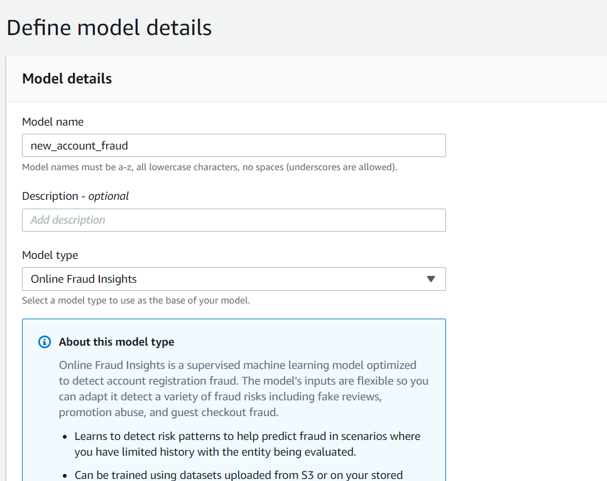 Define model details
Model details
Model name
new_account_fraud
Model names must be a-z, all lowercase characters, no spaces (underscores are allowed).
Description - optional
Add description
Model type
Online Fraud Insights
Select a model type to use as the base of your model.
About this model type
Online Fraud Insights is a supervised machine learning model optimized
to detect account registration fraud. The model's inputs are flexible so you
can adapt it detect a variety of fraud risks including fake reviews,
promotion abuse, and guest checkout fraud.
• Learns to detect risk patterns to help predict fraud in scenarios where
you have limited history with the entity being evaluated.
• Can be trained using datasets uploaded from S3 or on your stored